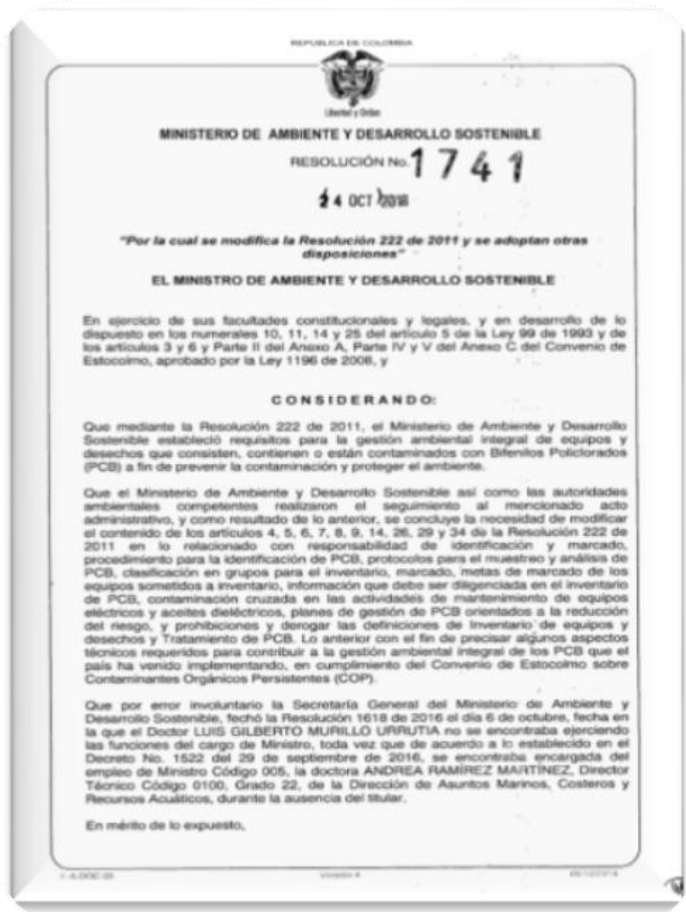 REPUBLICA DE COLOMBIA
Libertad y Orden
MINISTERIO DE AMBIENTE Y DESARROLLO SOSTENIBLE
RESOLUCIÓN No. 1741
24 OCT 2016
"Por la cual se modifica la Resolución 222 de 2011 y se adoptan otras
disposiciones"
EL MINISTRO DE AMBIENTE Y DESARROLLO SOSTENIBLE
En ejercicio de sus facultades constitucionales y legales, y en desarrollo de lo
dispuesto en los numerales 10, 11, 14 y 25 del artículo 5 de la Ley 99 de 1993 y de
los artículos 3 y 6 y Parte II del Anexo A, Parte IV y V del Anexo C del Convenio de
Estocolmo, aprobado por la Ley 1196 de 2008, y
CONSIDERANDO:
Que mediante la Resolución 222 de 2011, el Ministerio de Ambiente y Desarrollo
Sostenible estableció requisitos para la gestión ambiental integral de equipos y
desechos que consisten, contienen o están contaminados con Bifenilos Policlorados
(PCB) a fin de prevenir la contaminación y proteger el ambiente.
Que el Ministerio de Ambiente y Desarrollo Sostenible así como las autoridades
ambientales competentes realizaron el seguimiento al mencionado acto
administrativo, y como resultado de lo anterior, se concluye la necesidad de modificar
el contenido de los artículos 4, 5, 6, 7, 8, 9, 14, 26, 29 y 34 de la Resolución 222 de
2011 en lo relacionado con responsabilidad de identificación y marcado,
procedimiento para la identificación de PCB, protocolos para el muestreo y análisis de
PCB, clasificación en grupos para el inventario, marcado, metas de marcado de los
equipos sometidos a inventario, información que debe ser diligenciada en el inventario
de PCB, contaminación cruzada en las actividades de mantenimiento de equipos
eléctricos y aceites dieléctricos, planes de gestión de PCB orientados a la reducción
del riesgo, y prohibiciones y derogar las definiciones de Inventario de equipos y
desechos y Tratamiento de PCB. Lo anterior con el fin de precisar algunos aspectos
técnicos requeridos para contribuir a la gestión ambiental integral de los PCB que el
país ha venido implementando, en cumplimiento del Convenio de Estocolmo sobre
Contaminantes Orgánicos Persistentes (COP).
Que por error involuntario la Secretaría General del Ministerio de Ambiente y
Desarrollo Sostenible, fechó la Resolución 1618 de 2016 el día 6 de octubre, fecha en
la que el Doctor LUIS GILBERTO MURILLO URRUTIA no se encontraba ejerciendo
las funciones del cargo de Ministro, toda vez que de acuerdo a lo establecido en el
Decreto No. 1522 del 29 de septiembre de 2016, se encontraba encargada del
empleo de Ministro Código 005, la doctora ANDREA RAMÍREZ MARTÍNEZ, Director
Técnico Código 0100, Grado 22, de la Dirección de Asuntos Marinos, Costeros y
Recursos Acuáticos, durante la ausencia del titular.
En mérito de lo expuesto,